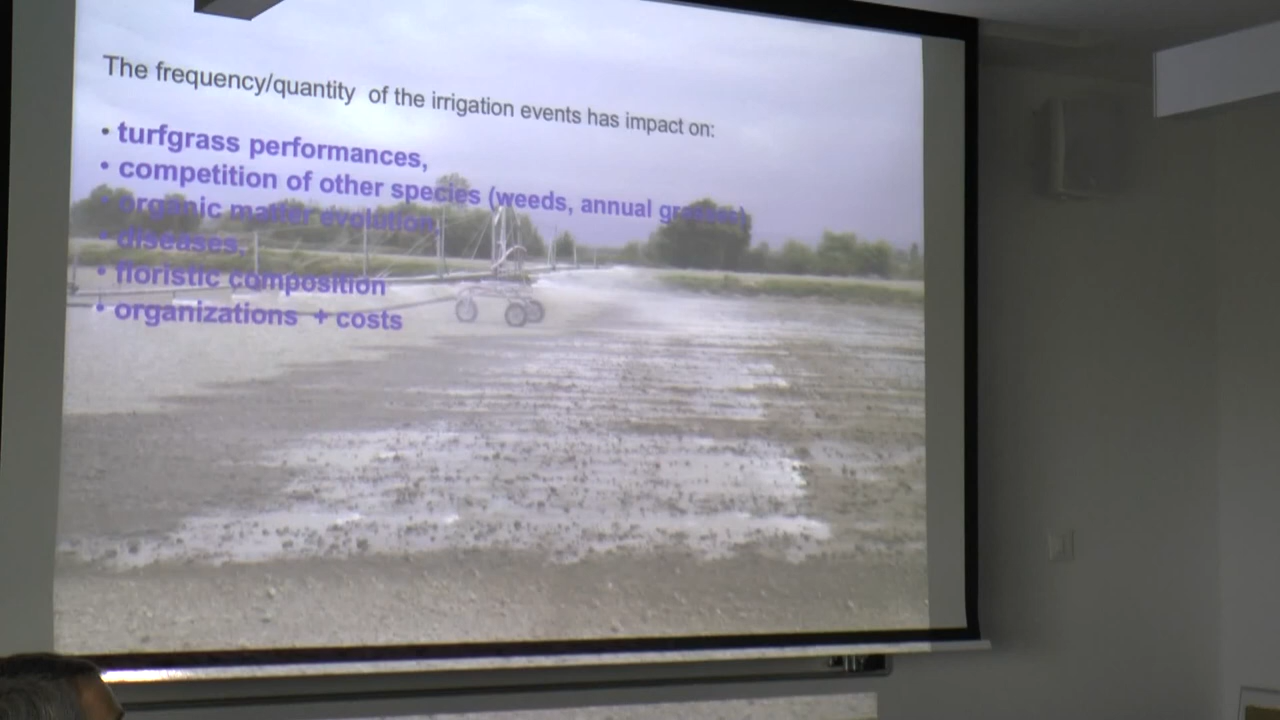 The frequency/quantity of the irrigation events has impact on:
• turfgrass performances,
• competition of other species (weeds, annual grasses)
• organic matter evolution,
• diseases,
• floristic composition
• organizations + costs